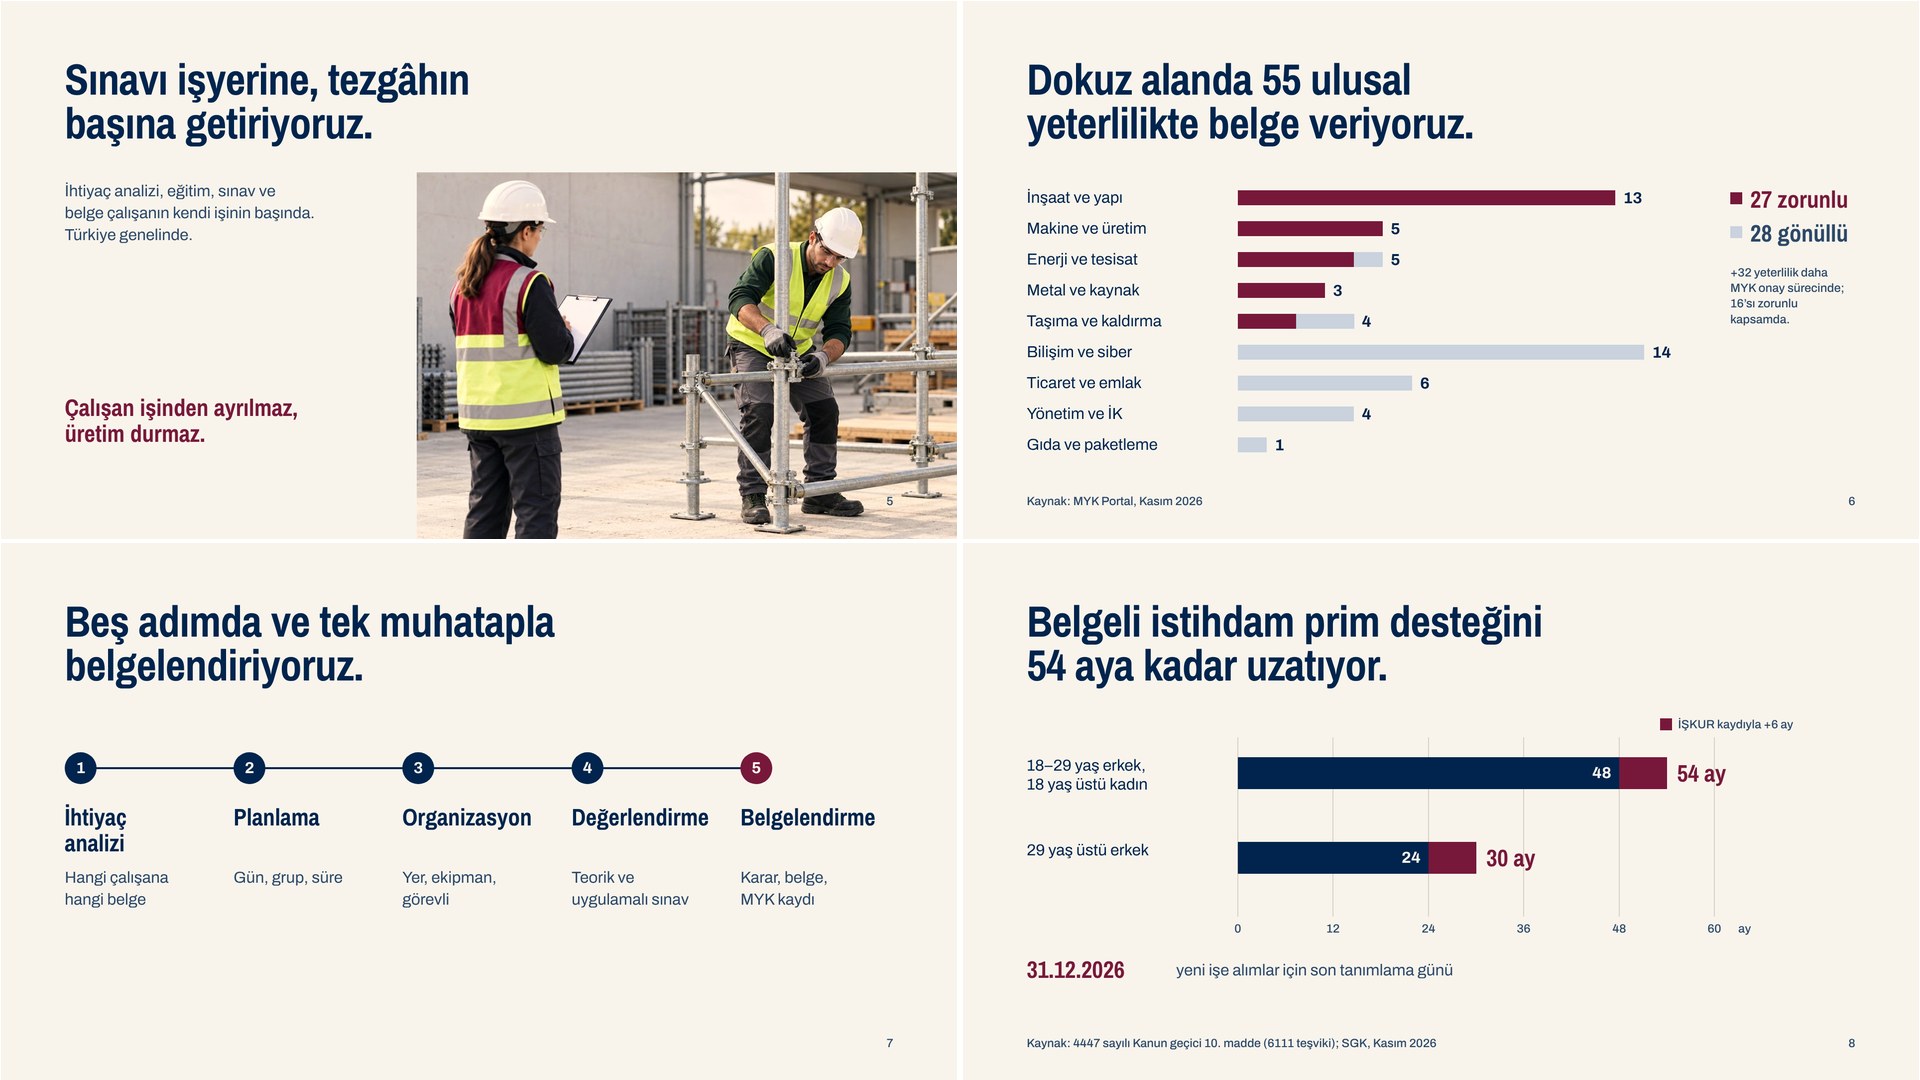 Sınavı işyerine, tezgâhın
başına getiriyoruz.
İhtiyaç analizi, eğitim, sınav ve
belge çalışanın kendi işinin başında.
Türkiye genelinde.
Çalışan işinden ayrılmaz,
üretim durmaz.
5
Dokuz alanda 55 ulusal
yeterlilikte belge veriyoruz.
İnşaat ve yapı 13
Makine ve üretim 5
Enerji ve tesisat 5
Metal ve kaynak 3
Taşıma ve kaldırma 4
Bilişim ve siber 14
Ticaret ve emlak 6
Yönetim ve İK 4
Gıda ve paketleme 1
27 zorunlu
28 gönüllü
+32 yeterlilik daha
MYK onay sürecinde;
16’sı zorunlu
kapsamda.
Kaynak: MYK Portal, Kasım 2026
6
Beş adımda ve tek muhatapla
belgelendiriyoruz.
1 2 3 4 5
İhtiyaç
analizi
Hangi çalışana
hangi belge
Planlama
Gün, grup, süre
Organizasyon
Yer, ekipman,
görevli
Değerlendirme
Teorik ve
uygulamalı sınav
Belgelendirme
Karar, belge,
MYK kaydı
7
Belgeli istihdam prim desteğini
54 aya kadar uzatıyor.
İŞKUR kaydıyla +6 ay
18–29 yaş erkek,
18 yaş üstü kadın
48 54 ay
29 yaş üstü erkek
24 30 ay
0 12 24 36 48 60 ay
31.12.2026 yeni işe alımlar için son tanımlama günü
Kaynak: 4447 sayılı Kanun geçici 10. madde (6111 teşviki); SGK, Kasım 2026
8